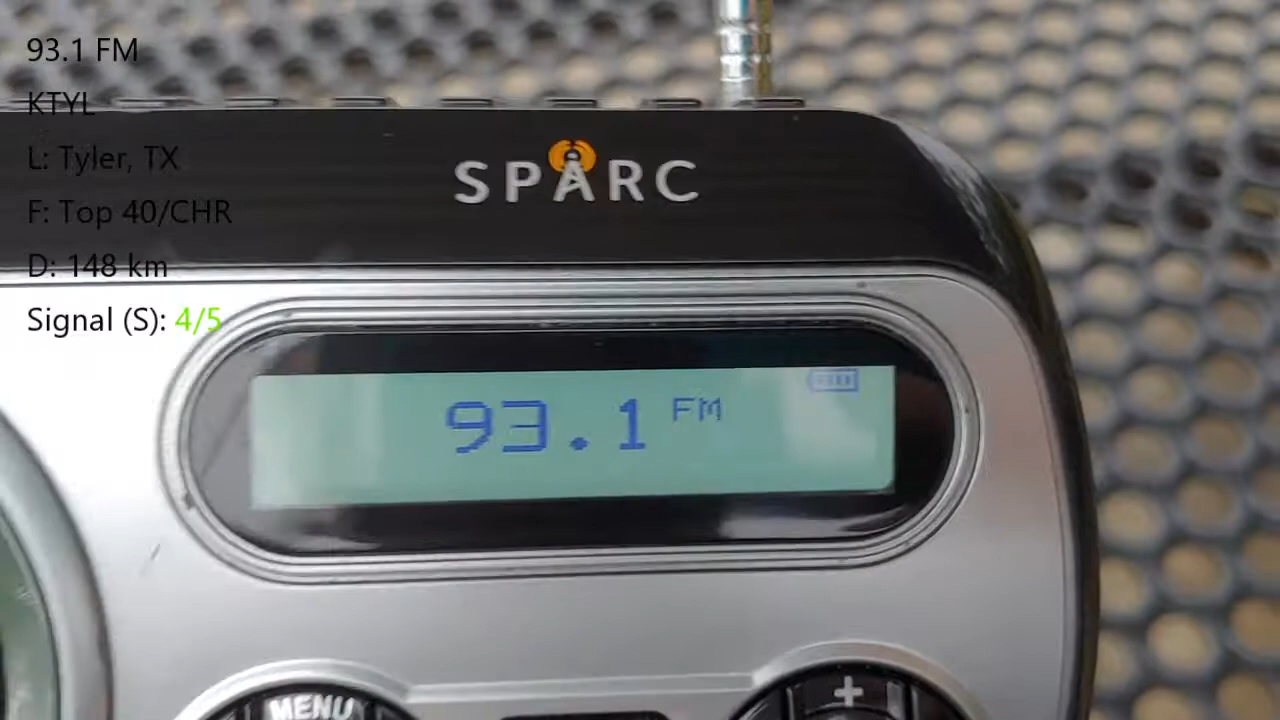 93.1 FM
KTYL
L: Tyler, TX
F: Top 40/CHR
D: 148 km
Signal (S): 4/5
SPARC
93.1 FM
MENU
+